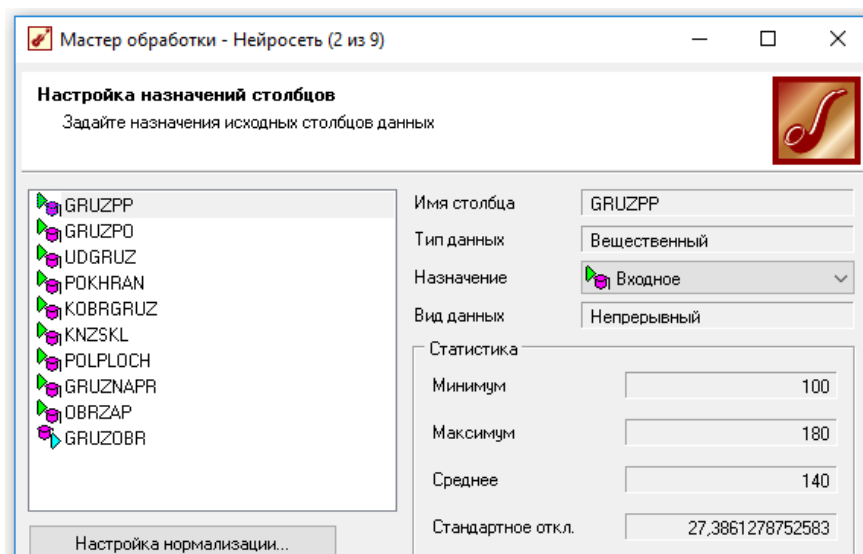 Мастер обработки - Нейросеть (2 из 9)
Настройка назначений столбцов
Задайте назначения исходных столбцов данных
GRUZPP
GRUZPO
UDGRUZ
POKHRAN
KOBRGRUZ
KNZSKL
POLPLOCH
GRUZNAPR
OBRZAP
GRUZOBR
Настройка нормализации...
Имя столбца GRUZPP
Тип данных Вещественный
Назначение Входное
Вид данных Непрерывный
Статистика
Минимум 100
Максимум 180
Среднее 140
Стандартное откл. 27,3861278752583